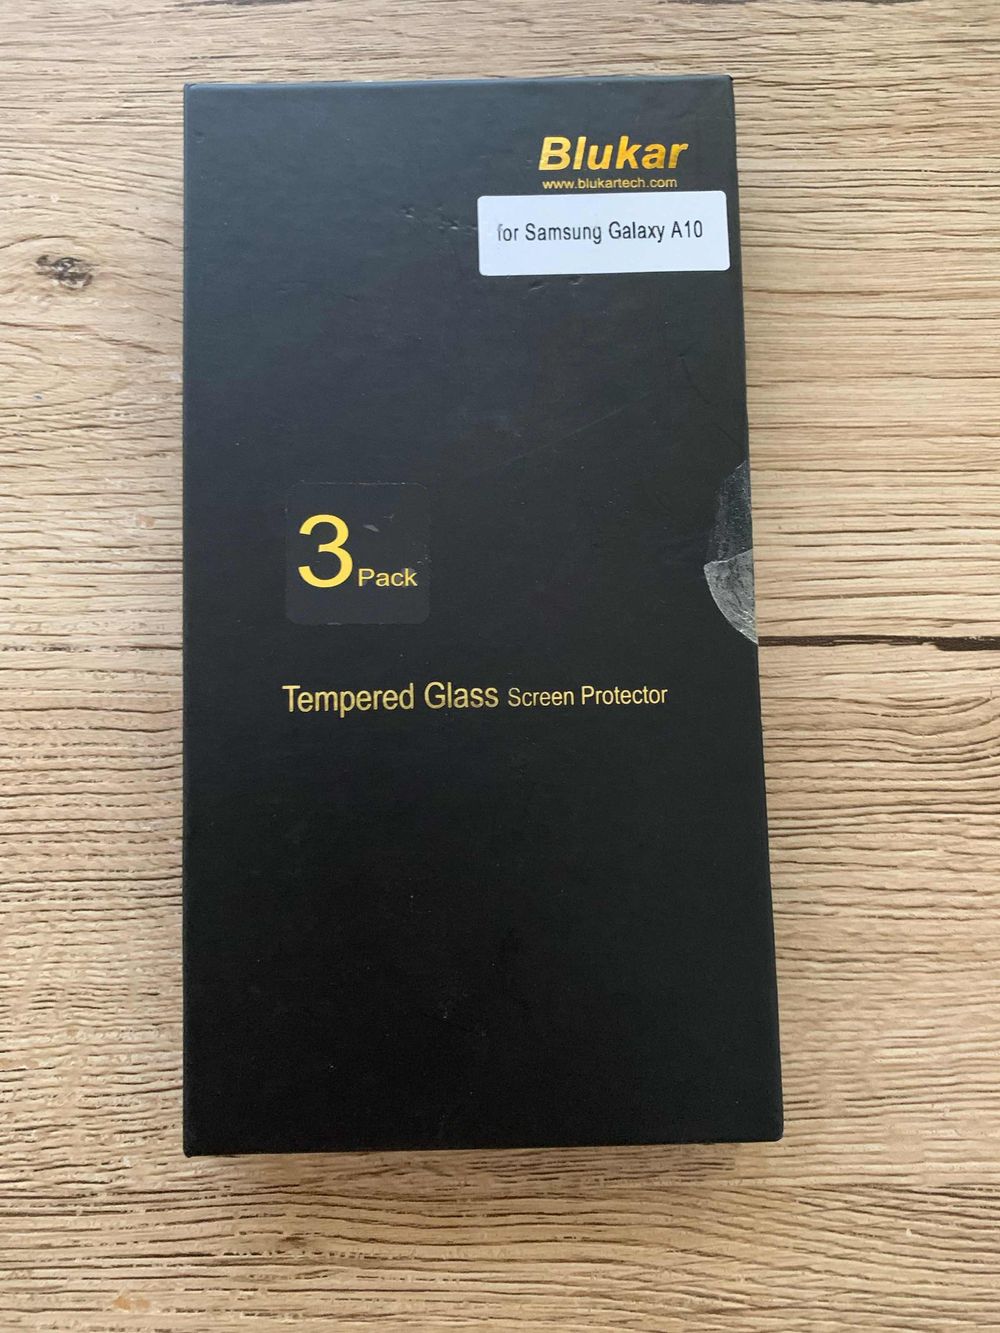 Blukar
www.blukartech.com
for Samsung Galaxy A10
3 Pack
Tempered Glass Screen Protector